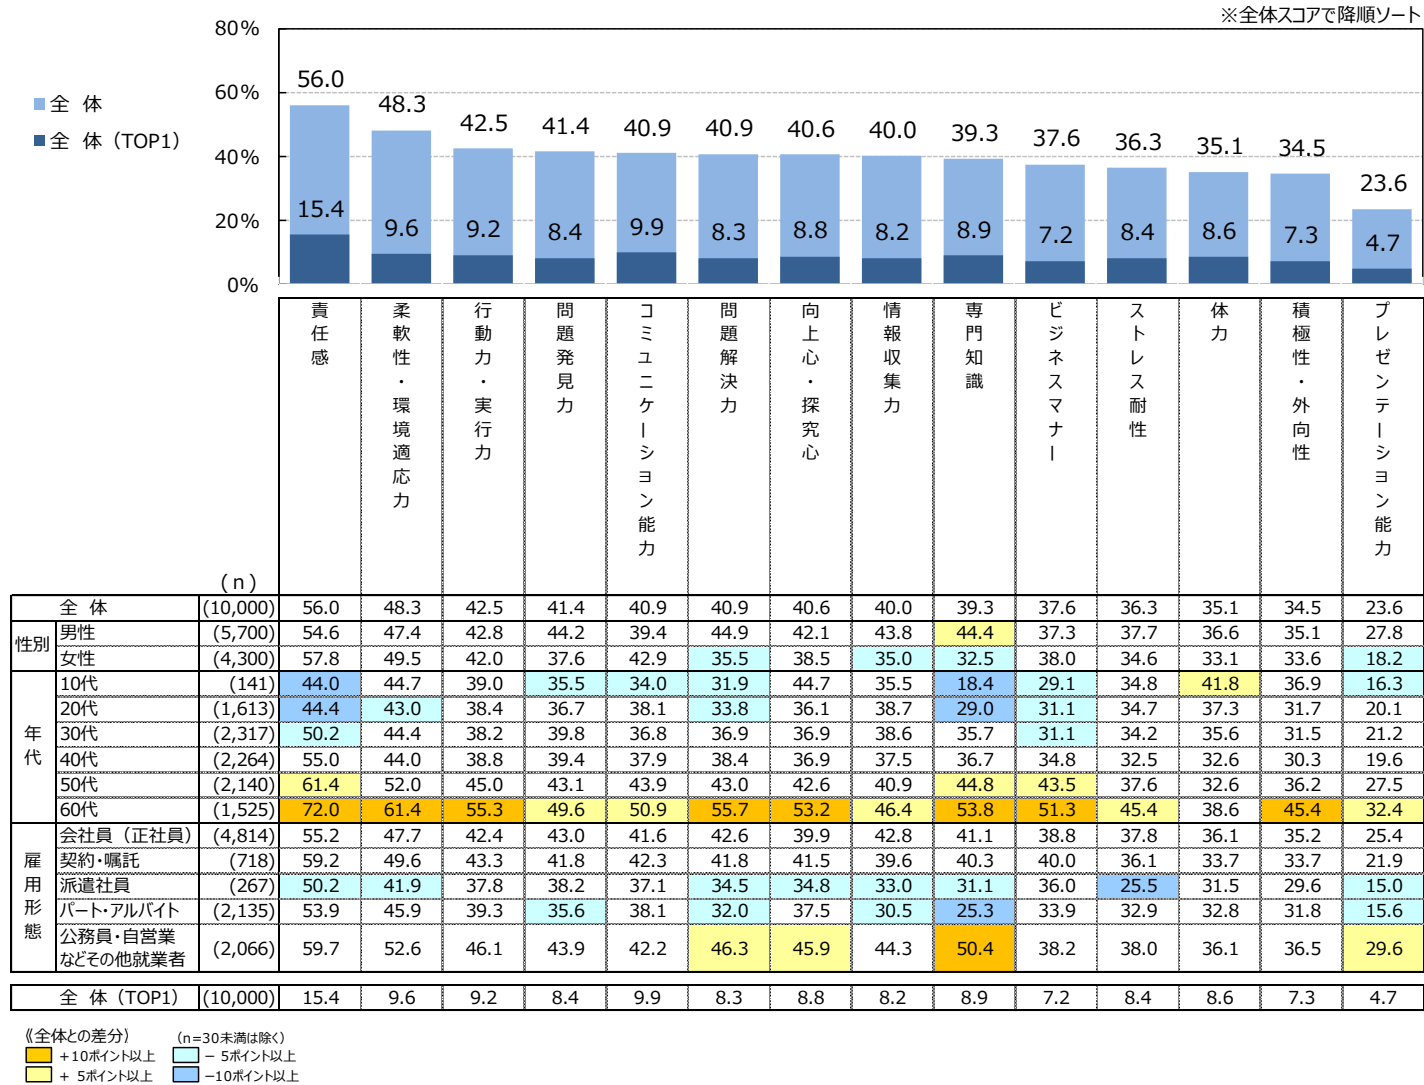 ※全体スコアで降順ソート
80%
60%
40%
20%
0%
全 体
全 体（TOP1）
56.0 48.3 42.5 41.4 40.9 40.9 40.6 40.0 39.3 37.6 36.3 35.1 34.5 23.6
15.4 9.6 9.2 8.4 9.9 8.3 8.8 8.2 8.9 7.2 8.4 8.6 7.3 4.7
責任感
柔軟性・環境適応力
行動力・実行力
問題発見力
コミュニケーション能力
問題解決力
向上心・探究心
情報収集力
専門知識
ビジネスマナー
ストレス耐性
体力
積極性・外向性
プレゼンテーション能力
(n)
全 体 (10,000) 56.0 48.3 42.5 41.4 40.9 40.9 40.6 40.0 39.3 37.6 36.3 35.1 34.5 23.6
性別
男性 (5,700) 54.6 47.4 42.8 44.2 39.4 44.9 42.1 43.8 44.4 37.3 37.7 36.6 35.1 27.8
女性 (4,300) 57.8 49.5 42.0 37.6 42.9 35.5 38.5 35.0 32.5 38.0 34.6 33.1 33.6 18.2
年代
10代 (141) 44.0 44.7 39.0 35.5 34.0 31.9 44.7 35.5 18.4 29.1 34.8 41.8 36.9 16.3
20代 (1,613) 44.4 43.0 38.4 36.7 38.1 33.8 36.1 38.7 29.0 31.1 34.7 37.3 31.7 20.1
30代 (2,317) 50.2 44.4 38.2 39.8 36.8 36.9 36.9 38.6 35.7 31.1 34.2 35.6 31.5 21.2
40代 (2,264) 55.0 44.0 38.8 39.4 37.9 38.4 36.9 37.5 36.7 34.8 32.5 32.6 30.3 19.6
50代 (2,140) 61.4 52.0 45.0 43.1 43.9 43.0 42.6 40.9 44.8 43.5 37.6 32.6 36.2 27.5
60代 (1,525) 72.0 61.4 55.3 49.6 50.9 55.7 53.2 46.4 53.8 51.3 45.4 38.6 45.4 32.4
雇用形態
会社員（正社員） (4,814) 55.2 47.7 42.4 43.0 41.6 42.6 39.9 42.8 41.1 38.8 37.8 36.1 35.2 25.4
契約・嘱託 (718) 59.2 49.6 43.3 41.8 42.3 41.8 41.5 39.6 40.3 40.0 36.1 33.7 33.7 21.9
派遣社員 (267) 50.2 41.9 37.8 38.2 37.1 34.5 34.8 33.0 31.1 36.0 25.5 31.5 29.6 15.0
パート・アルバイト (2,135) 53.9 45.9 39.3 35.6 38.1 32.0 37.5 30.5 25.3 33.9 32.9 32.8 31.8 15.6
公務員・自営業
などその他就業者 (2,066) 59.7 52.6 46.1 43.9 42.2 46.3 45.9 44.3 50.4 38.2 38.0 36.1 36.5 29.6
全 体（TOP1） (10,000) 15.4 9.6 9.2 8.4 9.9 8.3 8.8 8.2 8.9 7.2 8.4 8.6 7.3 4.7
《全体との差分》 (n=30未満は除く)
+10ポイント以上 − 5ポイント以上
+ 5ポイント以上 −10ポイント以上